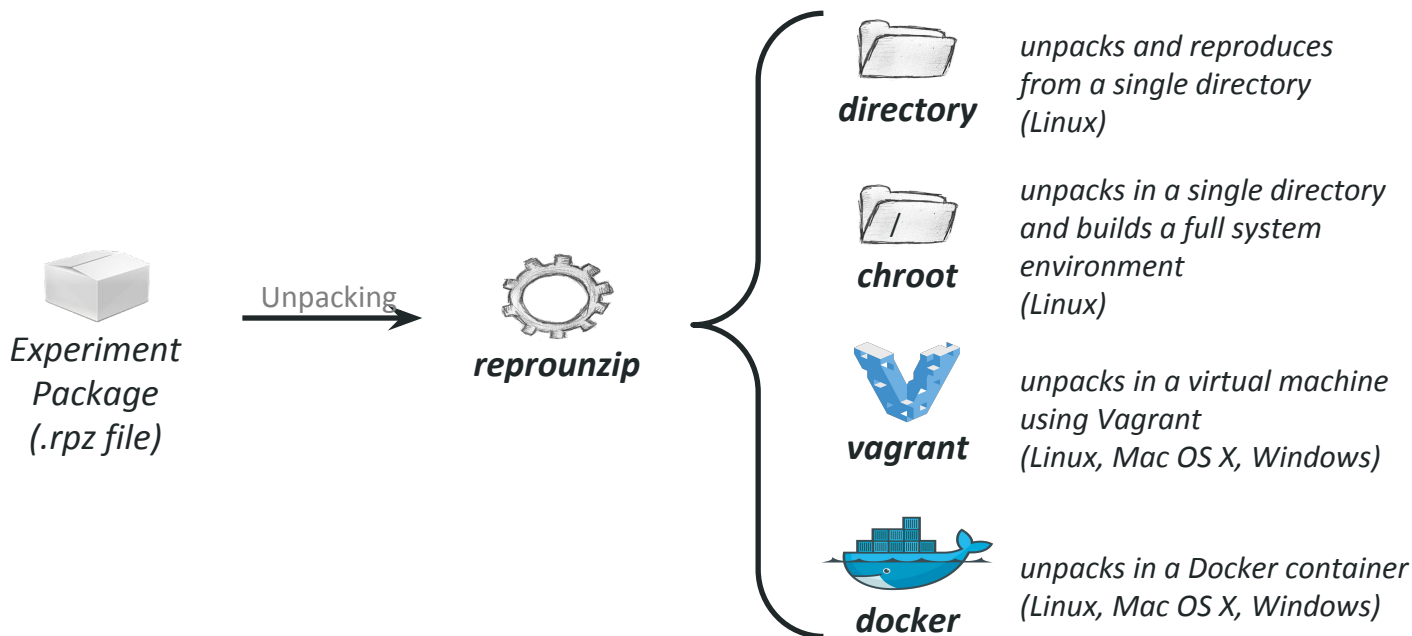 Experiment
Package
(.rpz file)
Unpacking
reprounzip
directory
unpacks and reproduces
from a single directory
(Linux)
/
chroot
unpacks in a single directory
and builds a full system
environment
(Linux)
vagrant
unpacks in a virtual machine
using Vagrant
(Linux, Mac OS X, Windows)
docker
unpacks in a Docker container
(Linux, Mac OS X, Windows)